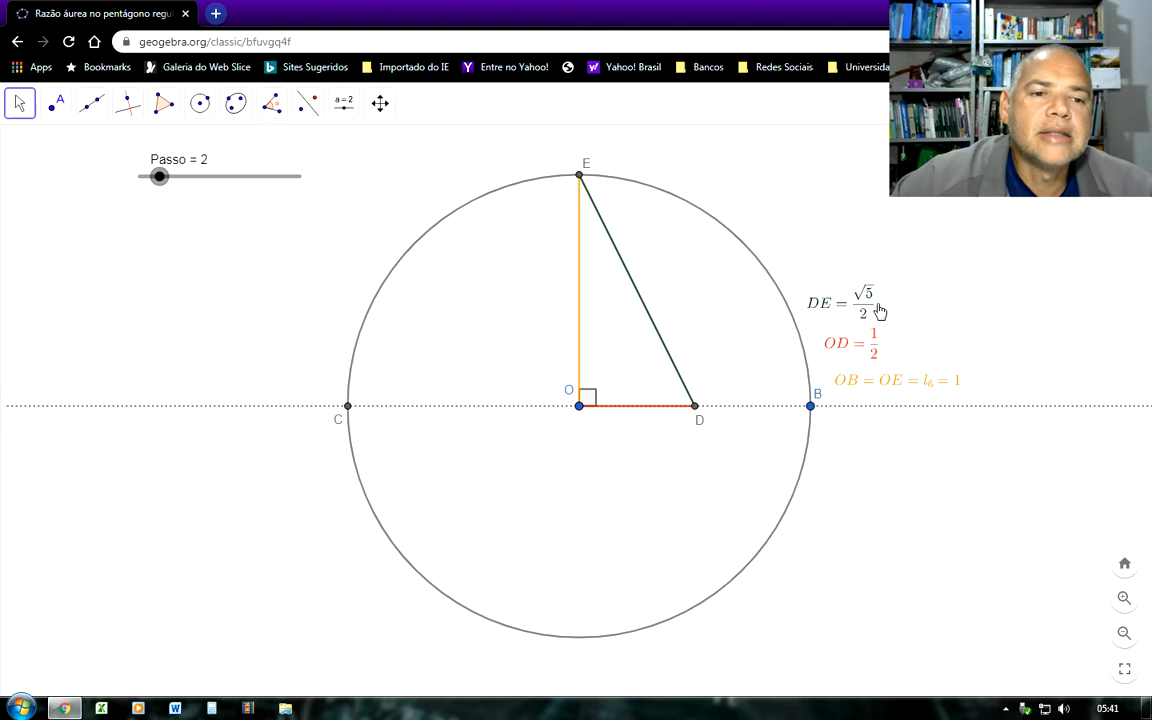 Razão áurea no pentágono regul
geogebra.org/classic/bfuvgq4f
Apps Bookmarks Galeria do Web Slice Sites Sugeridos Importado do IE Entre no Yahoo! Yahoo! Brasil Bancos Redes Sociais Universida
A a=2
Passo = 2
E
DE = √5/2
OD = 1/2
OB = OE = l₆ = 1
O
B
C
D
05:41